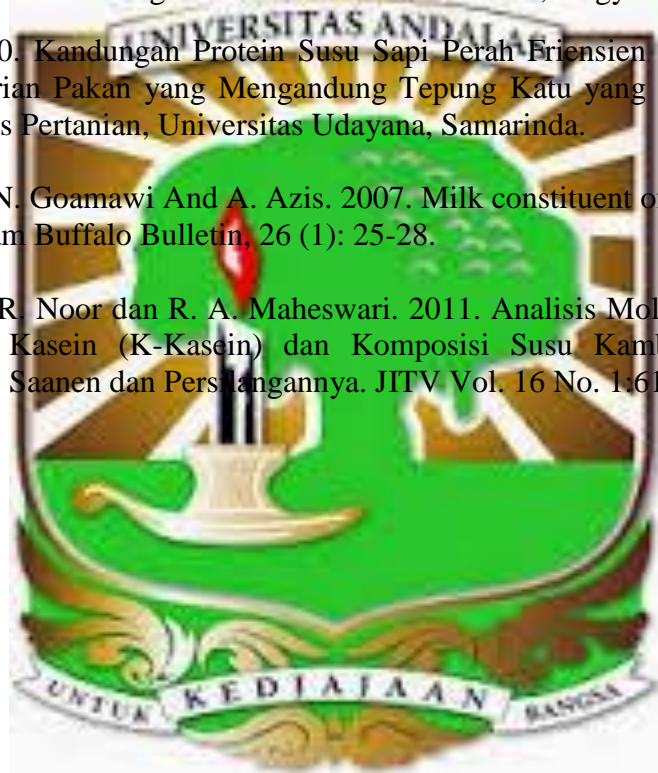 UNIVERSITAS ANDALAS
0. Kandungan Protein Susu Sapi Perah Friensien
rian Pakan yang Mengandung Tepung Katu yang
s Pertanian, Universitas Udayana, Samarinda.
N. Goamawi And A. Azis. 2007. Milk constituent
am Buffalo Bulletin, 26 (1): 25-28.
R. Noor dan R. A. Maheswari. 2011. Analisis Mol
Kasein (K-Kasein) dan Komposisi Susu Kamb
Saanen dan Persilangannya. JITV Vol. 16 No. 1:61
UNTUK KEDJAJAAN BANGSA